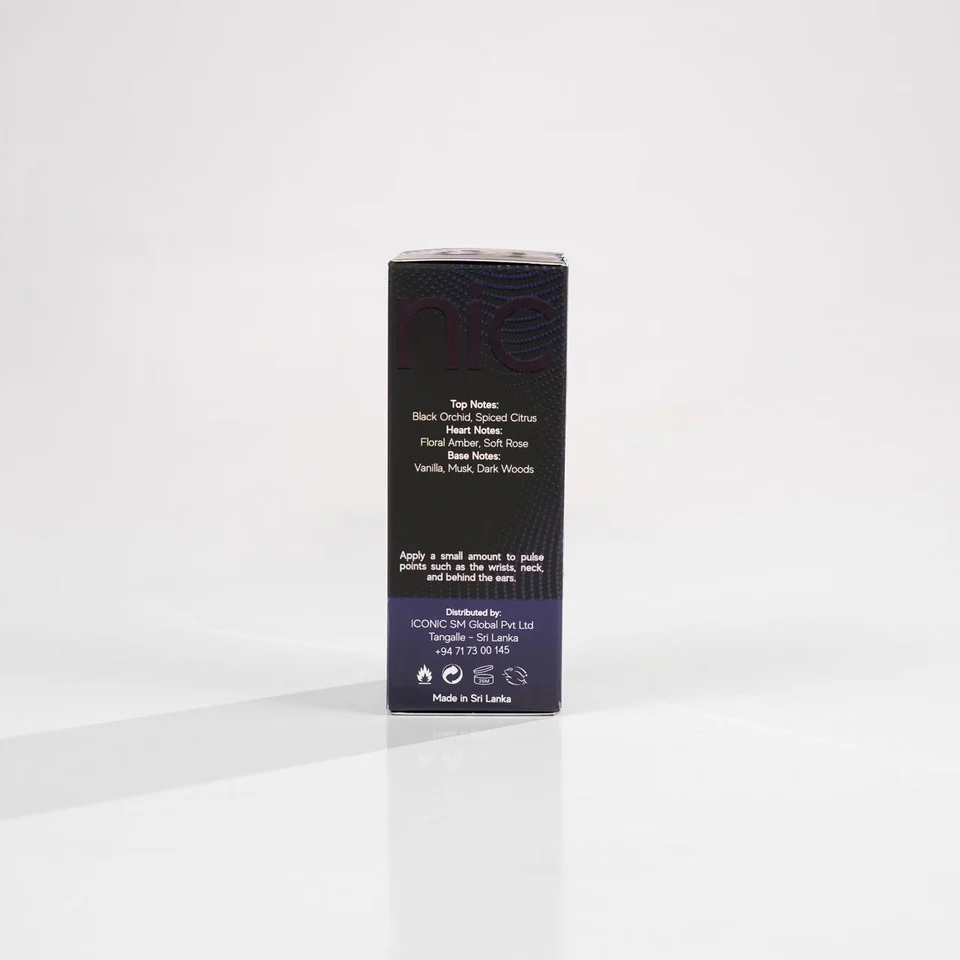 nic
Top Notes:
Black Orchid, Spiced Citrus
Heart Notes:
Floral Amber, Soft Rose
Base Notes:
Vanilla, Musk, Dark Woods
Apply a small amount to pulse
points such as the wrists, neck,
and behind the ears.
Distributed by:
ICONIC SM Global Pvt Ltd
Tangalle - Sri Lanka
+94 71 73 00 145
36M
Made in Sri Lanka